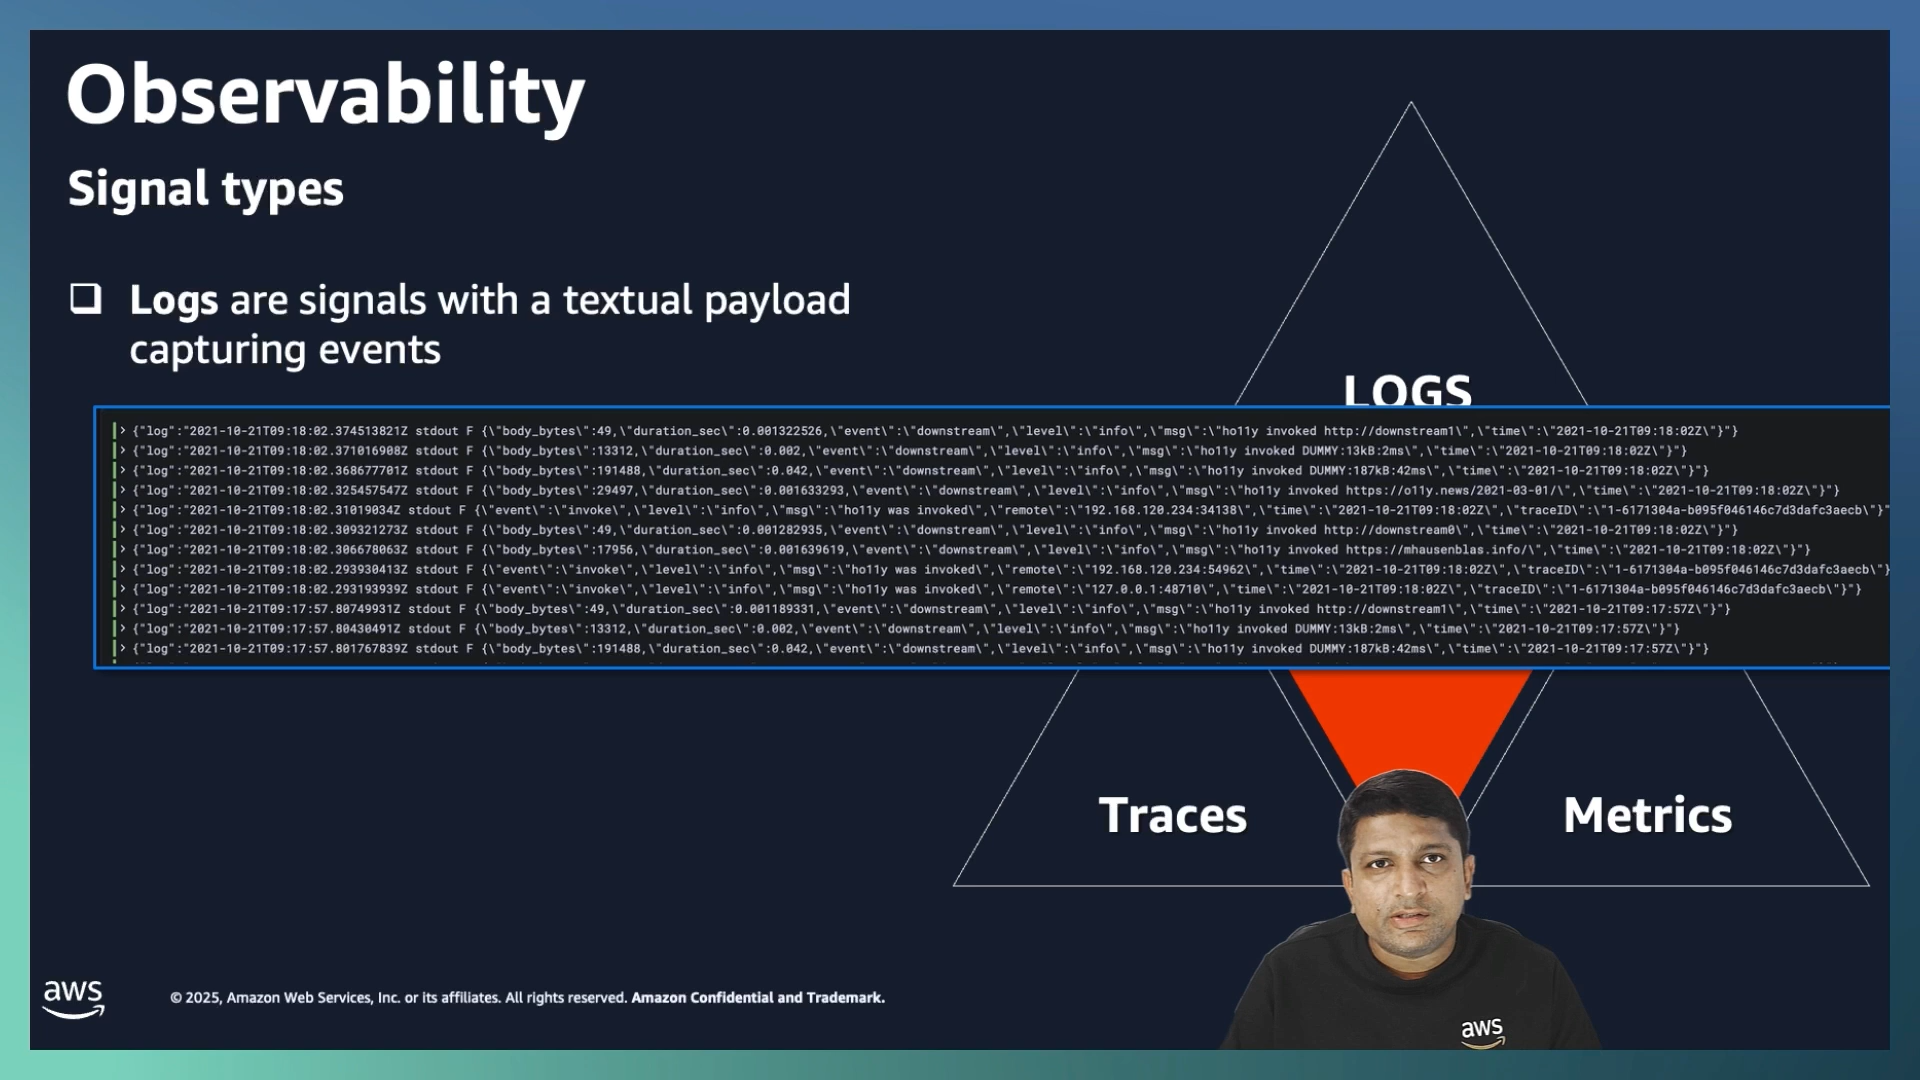 Observability
Signal types
Logs are signals with a textual payload
capturing events
LOGS
{"log":"2021-10-21T09:18:02.374513821Z stdout F {\"body_bytes\":49,\"duration_sec\":0.001322526,\"event\":\"downstream\",\"level\":\"info\",\"msg\":\"ho11y invoked http://downstream1\",\"time\":\"2021-10-21T09:18:02Z\"}"}
{"log":"2021-10-21T09:18:02.371016908Z stdout F {\"body_bytes\":13312,\"duration_sec\":0.002,\"event\":\"downstream\",\"level\":\"info\",\"msg\":\"ho11y invoked DUMMY:13kB:2ms\",\"time\":\"2021-10-21T09:18:02Z\"}"}
{"log":"2021-10-21T09:18:02.368677701Z stdout F {\"body_bytes\":191488,\"duration_sec\":0.042,\"event\":\"downstream\",\"level\":\"info\",\"msg\":\"ho11y invoked DUMMY:187kB:42ms\",\"time\":\"2021-10-21T09:18:02Z\"}"}
{"log":"2021-10-21T09:18:02.325457547Z stdout F {\"body_bytes\":29497,\"duration_sec\":0.001633293,\"event\":\"downstream\",\"level\":\"info\",\"msg\":\"ho11y invoked https://o11y.news/2021-03-01/\",\"time\":\"2021-10-21T09:18:02Z\"}"}
{"log":"2021-10-21T09:18:02.31019034Z stdout F {\"event\":\"invoke\",\"level\":\"info\",\"msg\":\"ho11y was invoked\",\"remote\":\"192.168.120.234:34138\",\"time\":\"2021-10-21T09:18:02Z\",\"traceID\":\"1-6171304a-b095f046146c7d3dafc3aecb\"}"
{"log":"2021-10-21T09:18:02.309321273Z stdout F {\"body_bytes\":49,\"duration_sec\":0.001282935,\"event\":\"downstream\",\"level\":\"info\",\"msg\":\"ho11y invoked http://downstream0\",\"time\":\"2021-10-21T09:18:02Z\"}"}
{"log":"2021-10-21T09:18:02.306678063Z stdout F {\"body_bytes\":17956,\"duration_sec\":0.001639619,\"event\":\"downstream\",\"level\":\"info\",\"msg\":\"ho11y invoked https://mhausenblas.info/\",\"time\":\"2021-10-21T09:18:02Z\"}"}
{"log":"2021-10-21T09:18:02.293930413Z stdout F {\"event\":\"invoke\",\"level\":\"info\",\"msg\":\"ho11y was invoked\",\"remote\":\"192.168.120.234:54962\",\"time\":\"2021-10-21T09:18:02Z\",\"traceID\":\"1-6171304a-b095f046146c7d3dafc3aecb\"}
{"log":"2021-10-21T09:18:02.293193939Z stdout F {\"event\":\"invoke\",\"level\":\"info\",\"msg\":\"ho11y was invoked\",\"remote\":\"127.0.0.1:48710\",\"time\":\"2021-10-21T09:18:02Z\",\"traceID\":\"1-6171304a-b095f046146c7d3dafc3aecb\"}"}
{"log":"2021-10-21T09:17:57.80749931Z stdout F {\"body_bytes\":49,\"duration_sec\":0.001189331,\"event\":\"downstream\",\"level\":\"info\",\"msg\":\"ho11y invoked http://downstream1\",\"time\":\"2021-10-21T09:17:57Z\"}"}
{"log":"2021-10-21T09:17:57.80430491Z stdout F {\"body_bytes\":13312,\"duration_sec\":0.002,\"event\":\"downstream\",\"level\":\"info\",\"msg\":\"ho11y invoked DUMMY:13kB:2ms\",\"time\":\"2021-10-21T09:17:57Z\"}"}
{"log":"2021-10-21T09:17:57.801767839Z stdout F {\"body_bytes\":191488,\"duration_sec\":0.042,\"event\":\"downstream\",\"level\":\"info\",\"msg\":\"ho11y invoked DUMMY:187kB:42ms\",\"time\":\"2021-10-21T09:17:57Z\"}"}
Traces
Metrics
aws
© 2025, Amazon Web Services, Inc. or its affiliates. All rights reserved. Amazon Confidential and Trademark.
aws